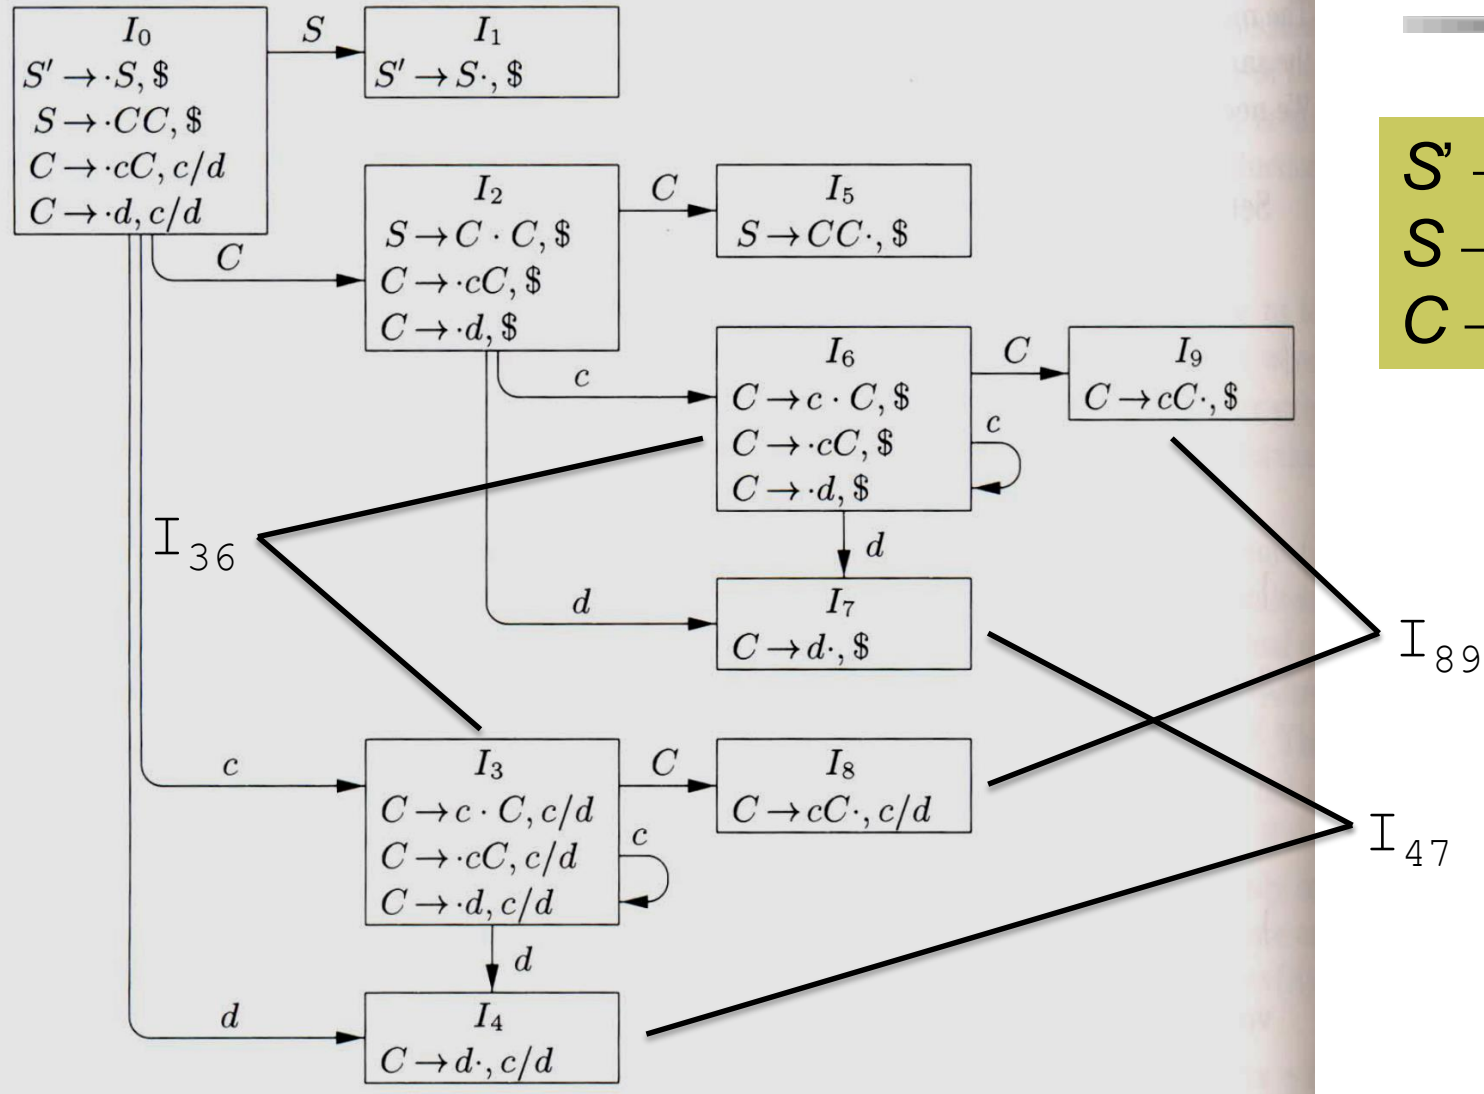 I₀
S' → ·S, $
S → ·CC, $
C → ·cC, c/d
C → ·d, c/d
S
I₁
S' → S·, $
C
I₂
S → C · C, $
C → ·cC, $
C → ·d, $
C
I₅
S → CC·, $
c
I₆
C → c · C, $
C → ·cC, $
C → ·d, $
C
I₉
C → cC·, $
c
d
d
I₇
C → d·, $
I₃₆
c
I₃
C → c · C, c/d
C → ·cC, c/d
C → ·d, c/d
C
I₈
C → cC·, c/d
c
d
d
I₄
C → d·, c/d
I₈₉
I₄₇
S' –
S –
C –